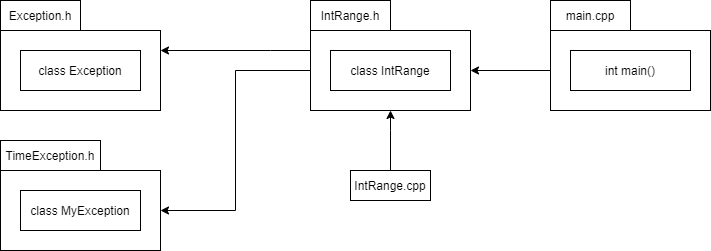 Exception.h
IntRange.h
main.cpp
class Exception
class IntRange
int main()
TimeException.h
class MyException
IntRange.cpp